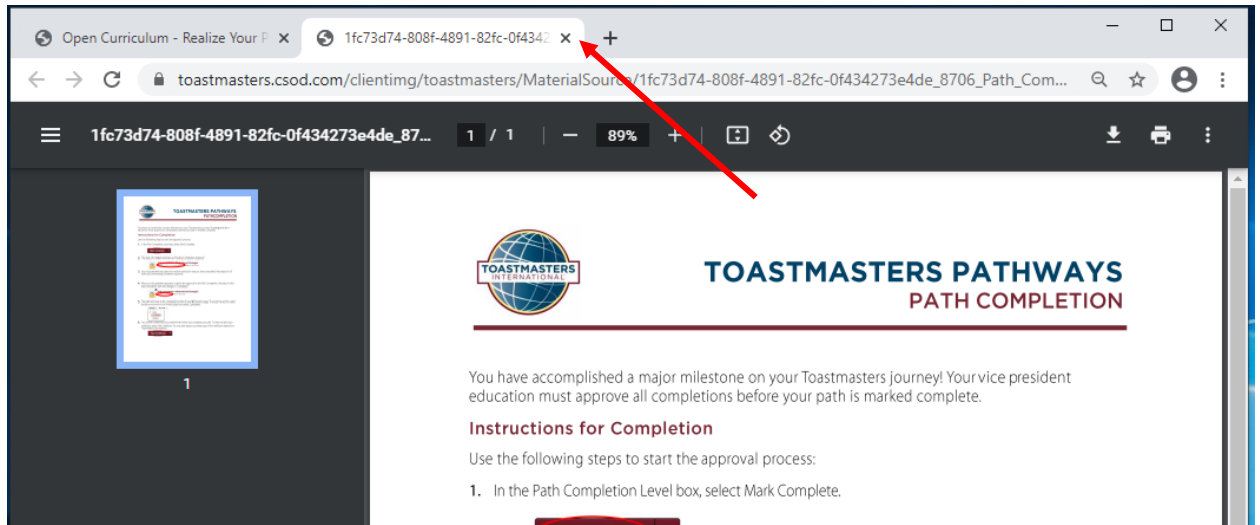 Open Curriculum - Realize Your P
1fc73d74-808f-4891-82fc-0f4342
toastmasters.csod.com/clientimg/toastmasters/MaterialSource/1fc73d74-808f-4891-82fc-0f434273e4de_8706_Path_Com...
1fc73d74-808f-4891-82fc-0f434273e4de_87... 1 / 1 89%
TOASTMASTERS
INTERNATIONAL
TOASTMASTERS PATHWAYS
PATH COMPLETION
1
You have accomplished a major milestone on your Toastmasters journey! Your vice president
education must approve all completions before your path is marked complete.
Instructions for Completion
Use the following steps to start the approval process:
1. In the Path Completion Level box, select Mark Complete.